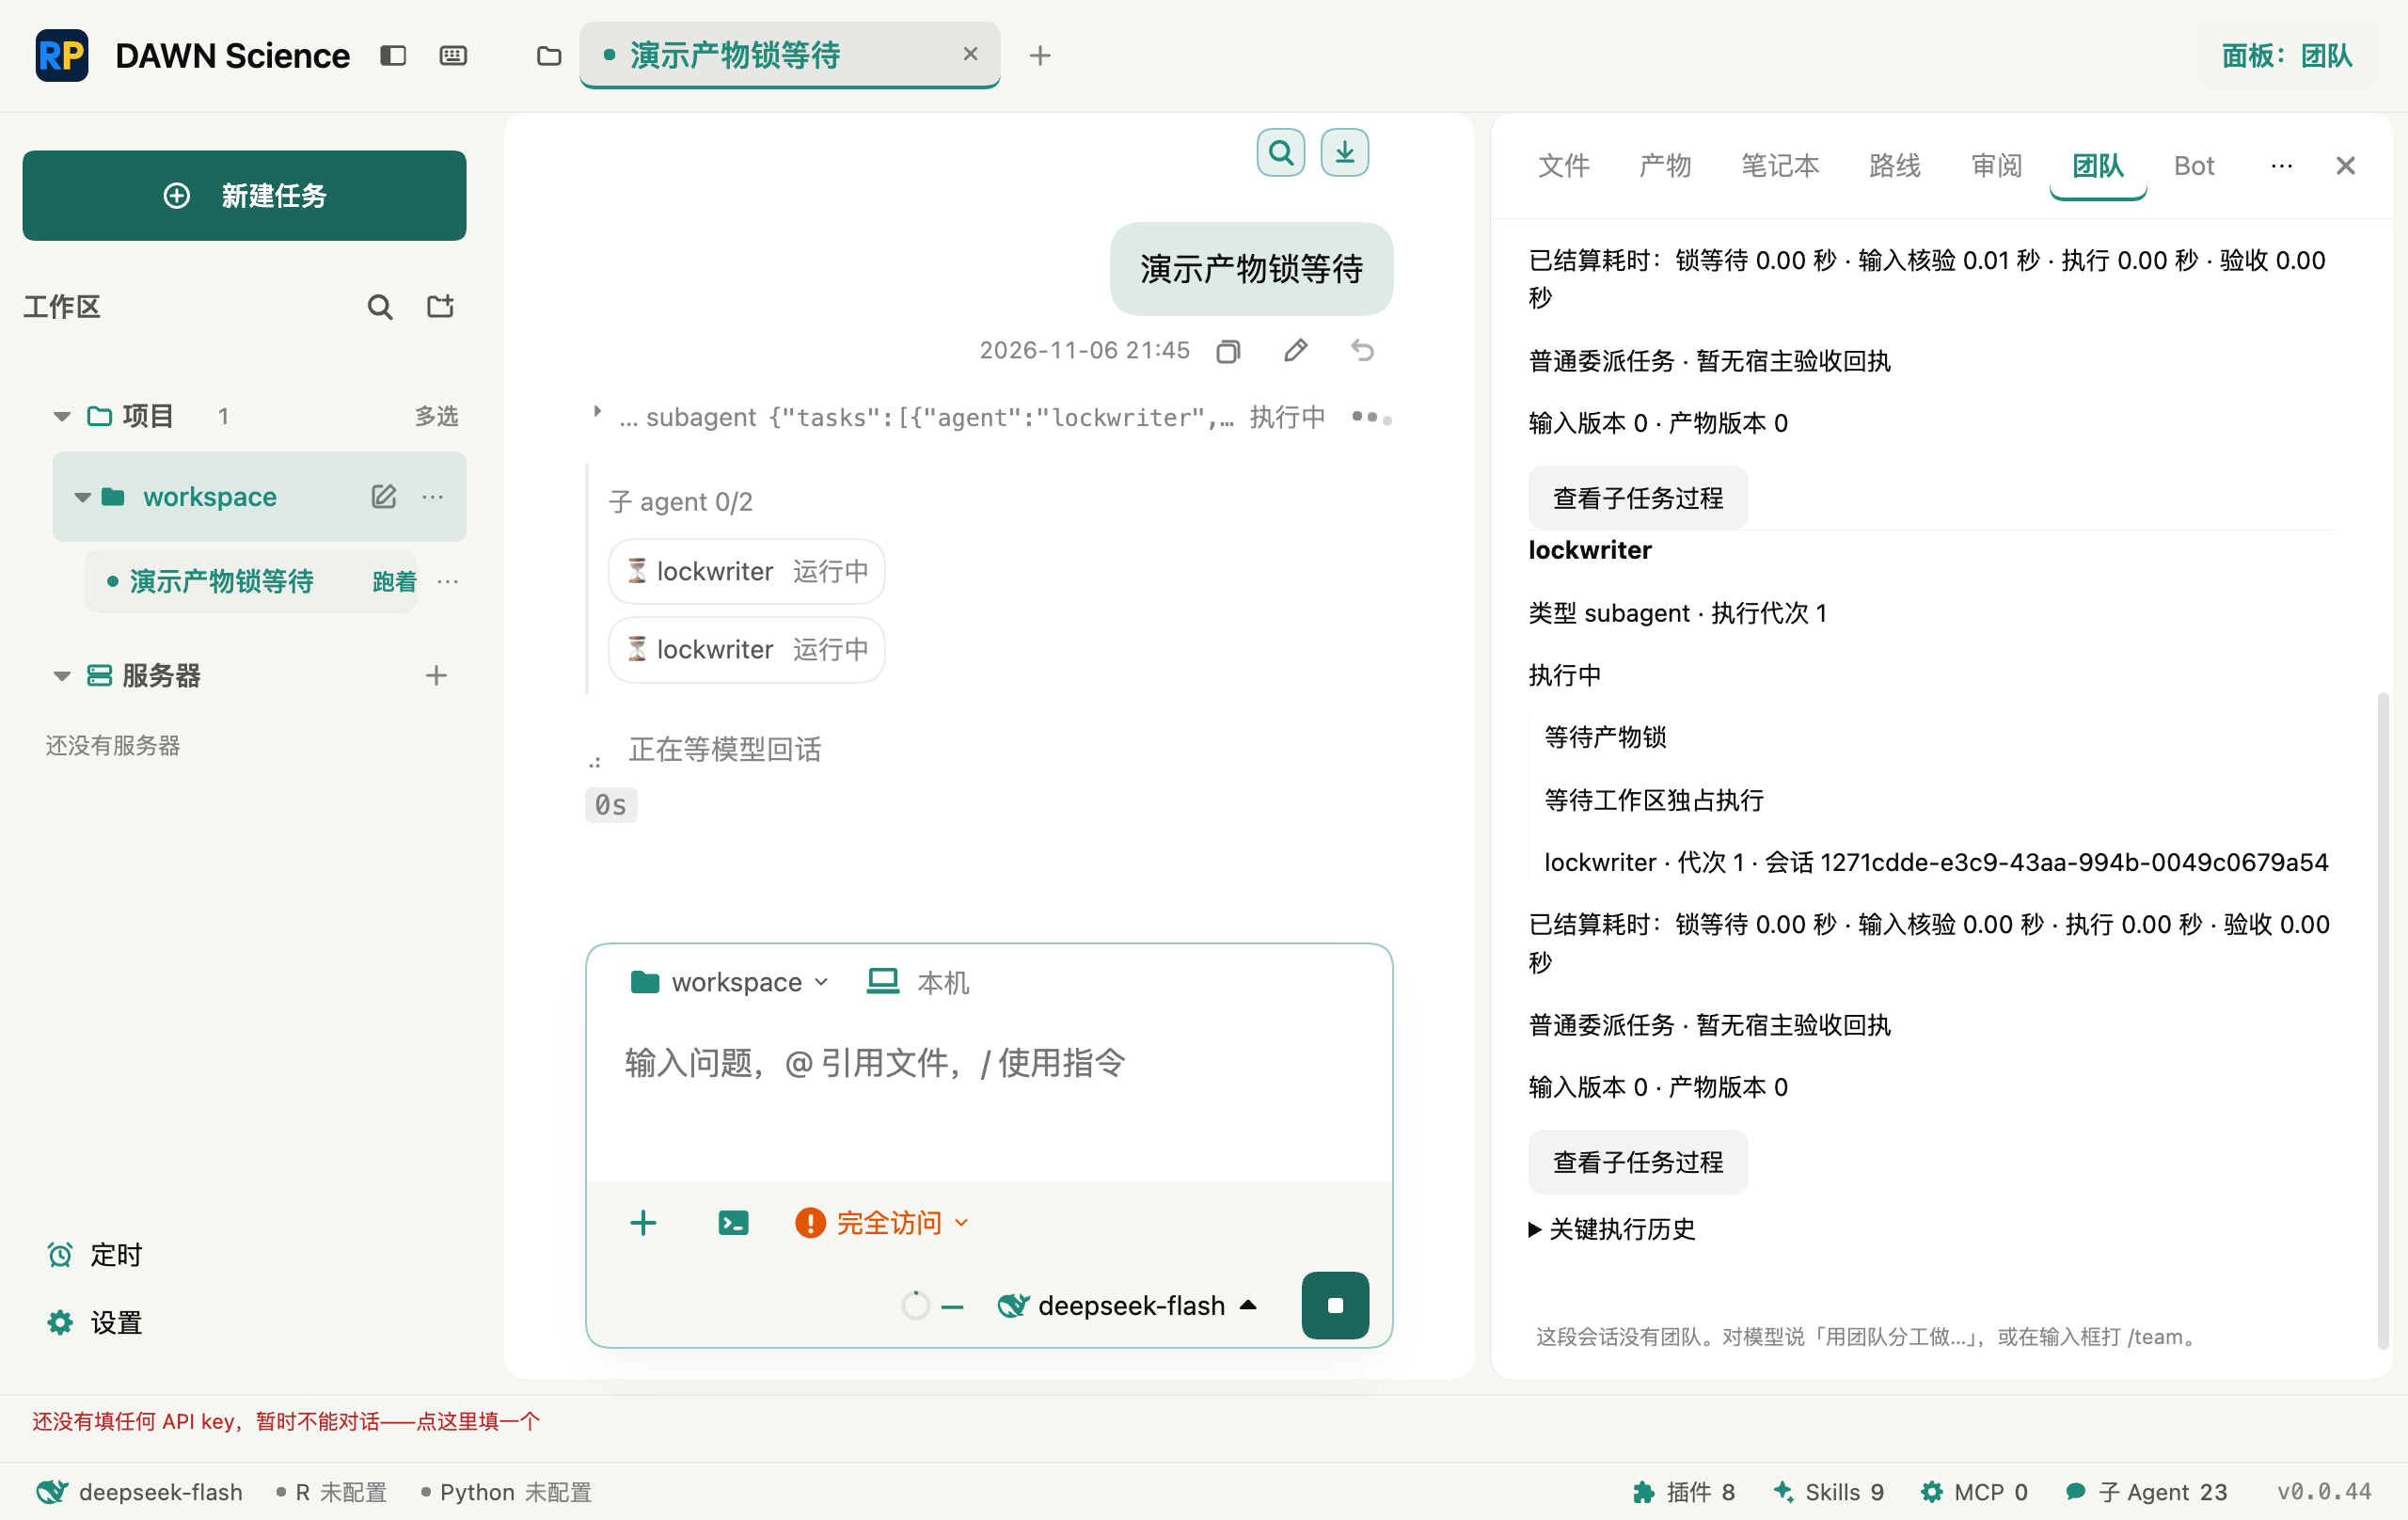 RP DAWN Science
演示产物锁等待
面板：团队
新建任务
工作区
项目 1 多选
workspace
演示产物锁等待 跑着
服务器
还没有服务器
定时
设置
演示产物锁等待
2026-11-06 21:45
... subagent {"tasks":[{"agent":"lockwriter",… 执行中
子 agent 0/2
lockwriter 运行中
lockwriter 运行中
正在等模型回话
0s
workspace 本机
输入问题，@ 引用文件，/ 使用指令
完全访问
deepseek-flash
文件 产物 笔记本 路线 审阅 团队 Bot
已结算耗时：锁等待 0.00 秒 · 输入核验 0.01 秒 · 执行 0.00 秒 · 验收 0.00
秒
普通委派任务 · 暂无宿主验收回执
输入版本 0 · 产物版本 0
查看子任务过程
lockwriter
类型 subagent · 执行代次 1
执行中
等待产物锁
等待工作区独占执行
lockwriter · 代次 1 · 会话 1271cdde-e3c9-43aa-994b-0049c0679a54
已结算耗时：锁等待 0.00 秒 · 输入核验 0.00 秒 · 执行 0.00 秒 · 验收 0.00
秒
普通委派任务 · 暂无宿主验收回执
输入版本 0 · 产物版本 0
查看子任务过程
关键执行历史
这段会话没有团队。对模型说「用团队分工做…」，或在输入框打 /team。
还没有填任何 API key，暂时不能对话——点这里填一个
deepseek-flash R 未配置 Python 未配置
插件 8 Skills 9 MCP 0 子 Agent 23 v0.0.44